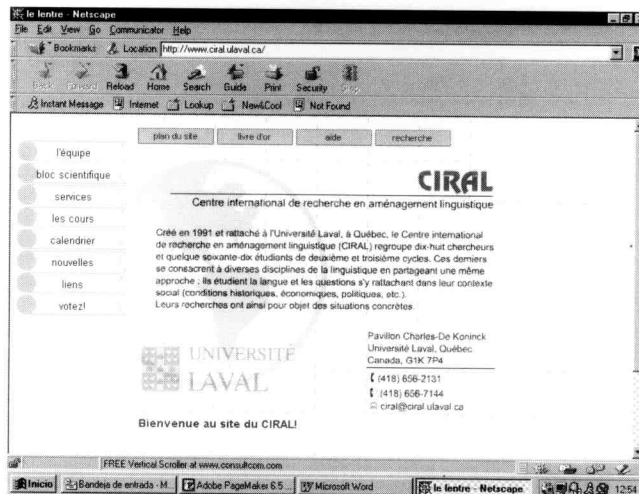 le lentre - Netscape
File Edit View Go Communicator Help
Bookmarks Location: http://www.ciral.ulaval.ca/
Back Forward Reload Home Search Guide Print Security Stop
Instant Message Internet Lookup New&Cool Not Found
plan du site livre d'or aide recherche
l'équipe
bloc scientifique
services
les cours
calendrier
nouvelles
liens
votez!
CIRAL
Centre international de recherche en aménagement linguistique
Créé en 1991 et rattaché à l'Université Laval, à Québec, le Centre international
de recherche en aménagement linguistique (CIRAL) regroupe dix-huit chercheurs
et quelque soixante-dix étudiants de deuxième et troisième cycles. Ces derniers
se consacrent à diverses disciplines de la linguistique en partageant une même
approche ; ils étudient la langue et les questions s'y rattachant dans leur contexte
social (conditions historiques, économiques, politiques, etc.).
Leurs recherches ont ainsi pour objet des situations concrètes.
UNIVERSITÉ
LAVAL
Pavillon Charles-De Koninck
Université Laval, Québec
Canada, G1K 7P4
(418) 656-2131
(418) 656-7144
ciral@ciral.ulaval.ca
Bienvenue au site du CIRAL!
FREE Vertical Scroller at www.consultcom.com
Inicio Bandeja de entrada - M... Adobe PageMaker 6.5 ... Microsoft Word le lentre - Netscape 12:54